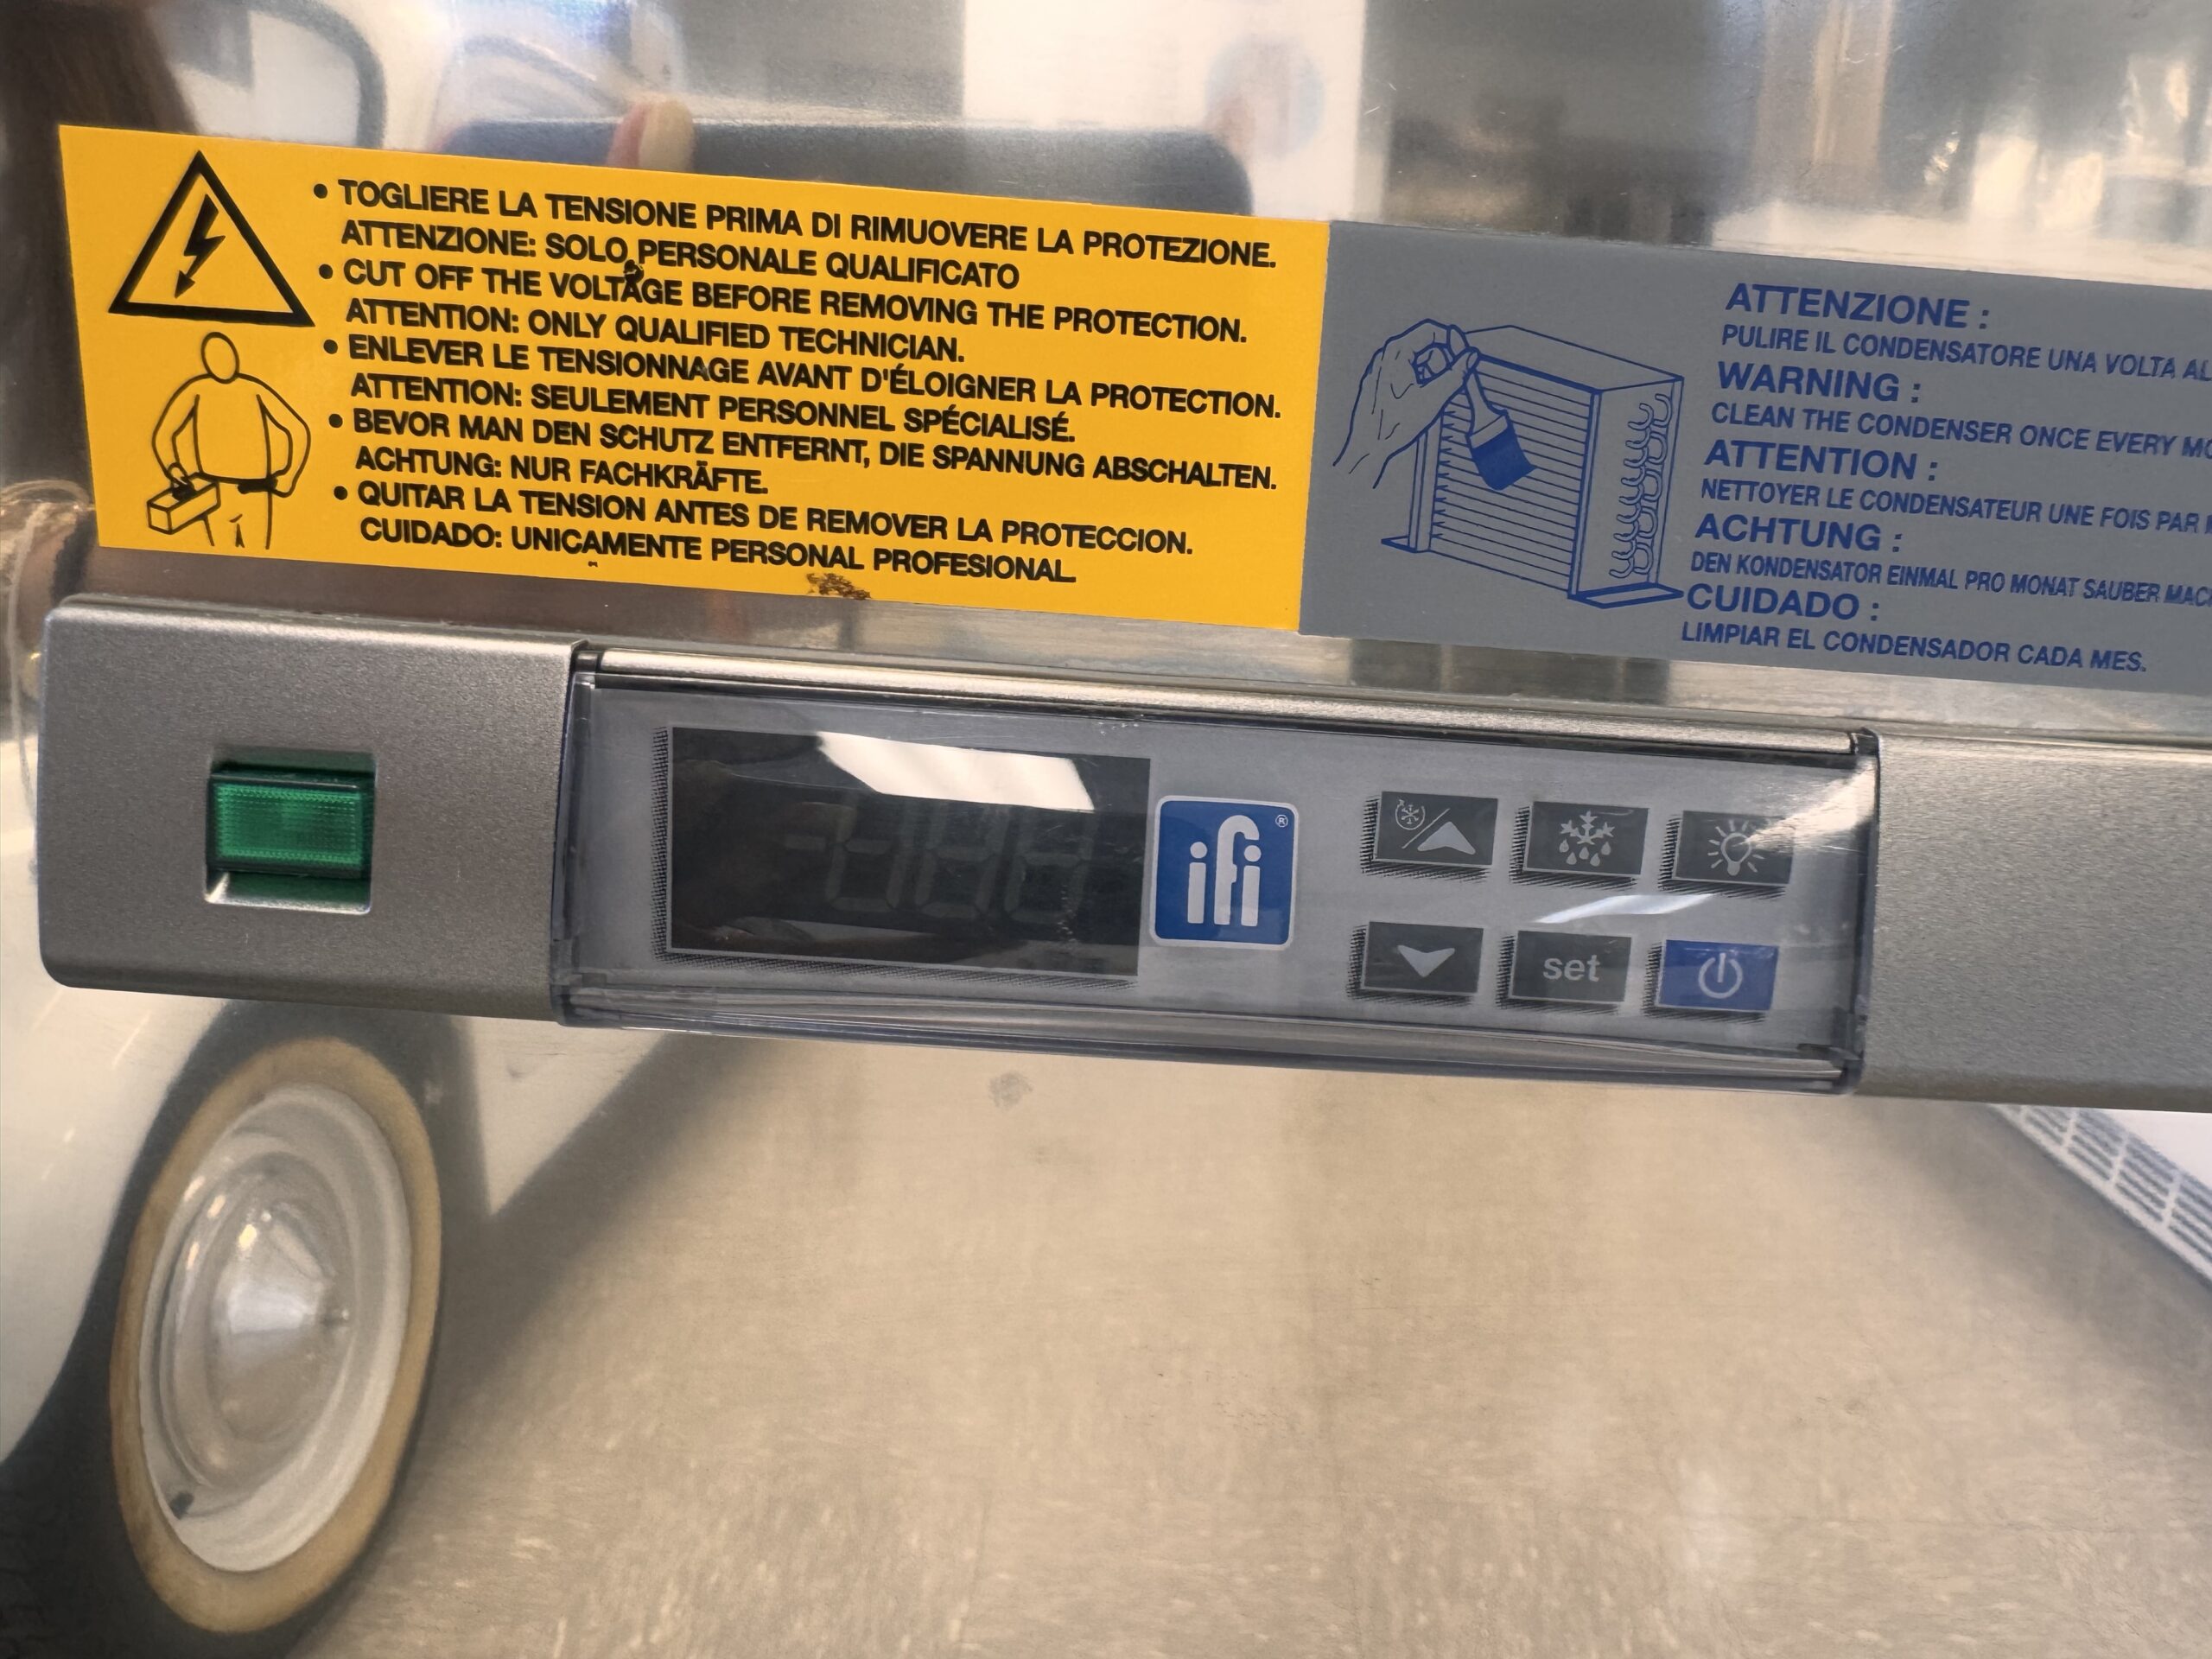 • TOGLIERE LA TENSIONE PRIMA DI RIMUOVERE LA PROTEZIONE.
ATTENZIONE: SOLO PERSONALE QUALIFICATO
• CUT OFF THE VOLTAGE BEFORE REMOVING THE PROTECTION.
ATTENTION: ONLY QUALIFIED TECHNICIAN.
• ENLEVER LE TENSIONNAGE AVANT D'ÉLOIGNER LA PROTECTION.
ATTENTION: SEULEMENT PERSONNEL SPÉCIALISÉ.
• BEVOR MAN DEN SCHUTZ ENTFERNT, DIE SPANNUNG ABSCHALTEN.
ACHTUNG: NUR FACHKRÄFTE.
• QUITAR LA TENSION ANTES DE REMOVER LA PROTECCION.
CUIDADO: UNICAMENTE PERSONAL PROFESIONAL.
ATTENZIONE :
PULIRE IL CONDENSATORE UNA VOLTA
WARNING :
CLEAN THE CONDENSER ONCE EVERY
ATTENTION :
NETTOYER LE CONDENSATEUR UNE FOIS PAR
ACHTUNG :
DEN KONDENSATOR EINMAL PRO MONAT SAUBER
CUIDADO :
LIMPIAR EL CONDENSADOR CADA MES.
ifi ®
set